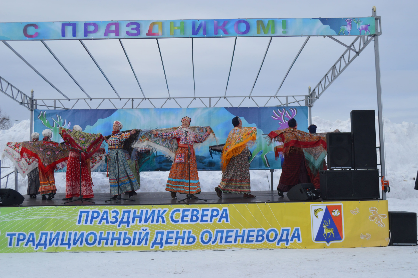 С ПРАЗДНИКОМ!
ПРАЗДНИК СЕВЕРА
ТРАДИЦИОННЫЙ ДЕНЬ ОЛЕНЕВОДА